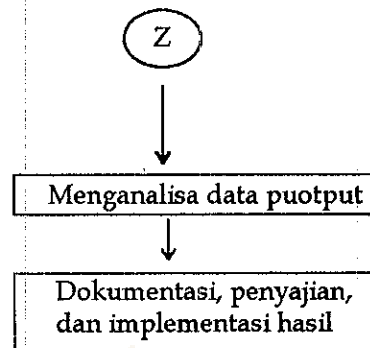 Z
Menganalisa data puotput
Dokumentasi, penyajian,
dan implementasi hasil